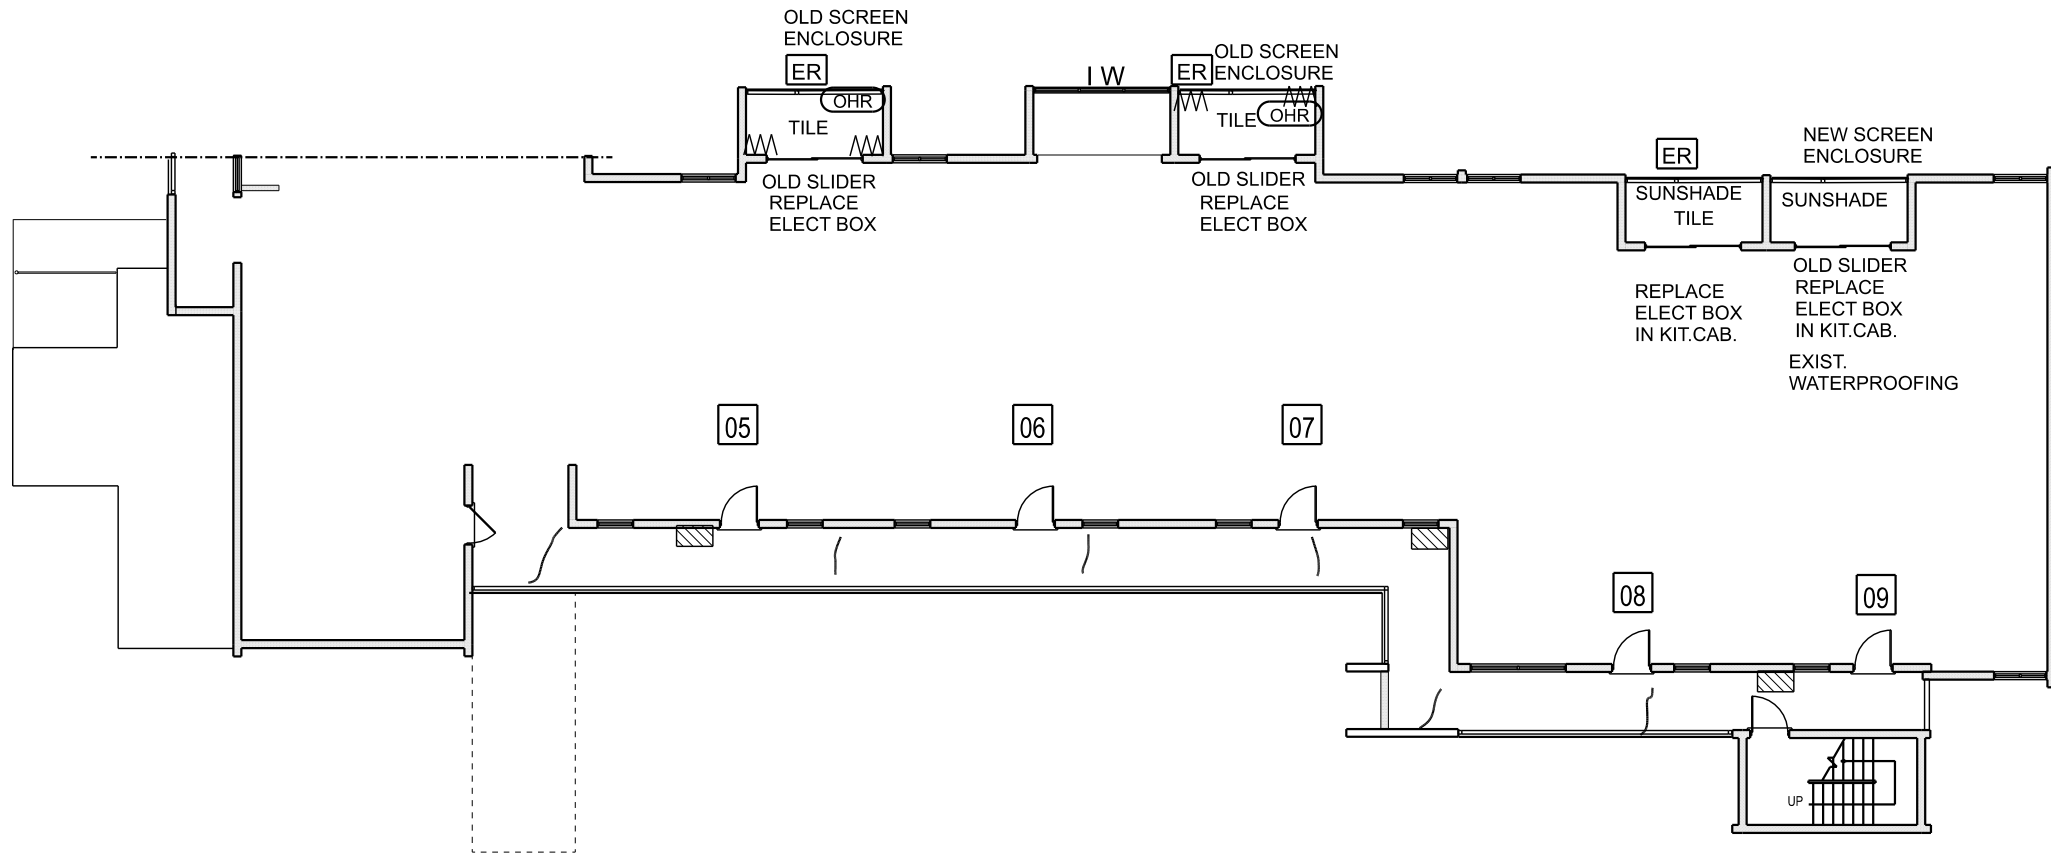 OLD SCREEN
ENCLOSURE
ER
OHR
TILE
OLD SLIDER
REPLACE
ELECT BOX
I W
ER
OLD SCREEN
ENCLOSURE
TILE
OHR
OLD SLIDER
REPLACE
ELECT BOX
ER
SUNSHADE
TILE
REPLACE
ELECT BOX
IN KIT.CAB.
NEW SCREEN
ENCLOSURE
SUNSHADE
OLD SLIDER
REPLACE
ELECT BOX
IN KIT.CAB.
EXIST.
WATERPROOFING
05
06
07
08
09
UP